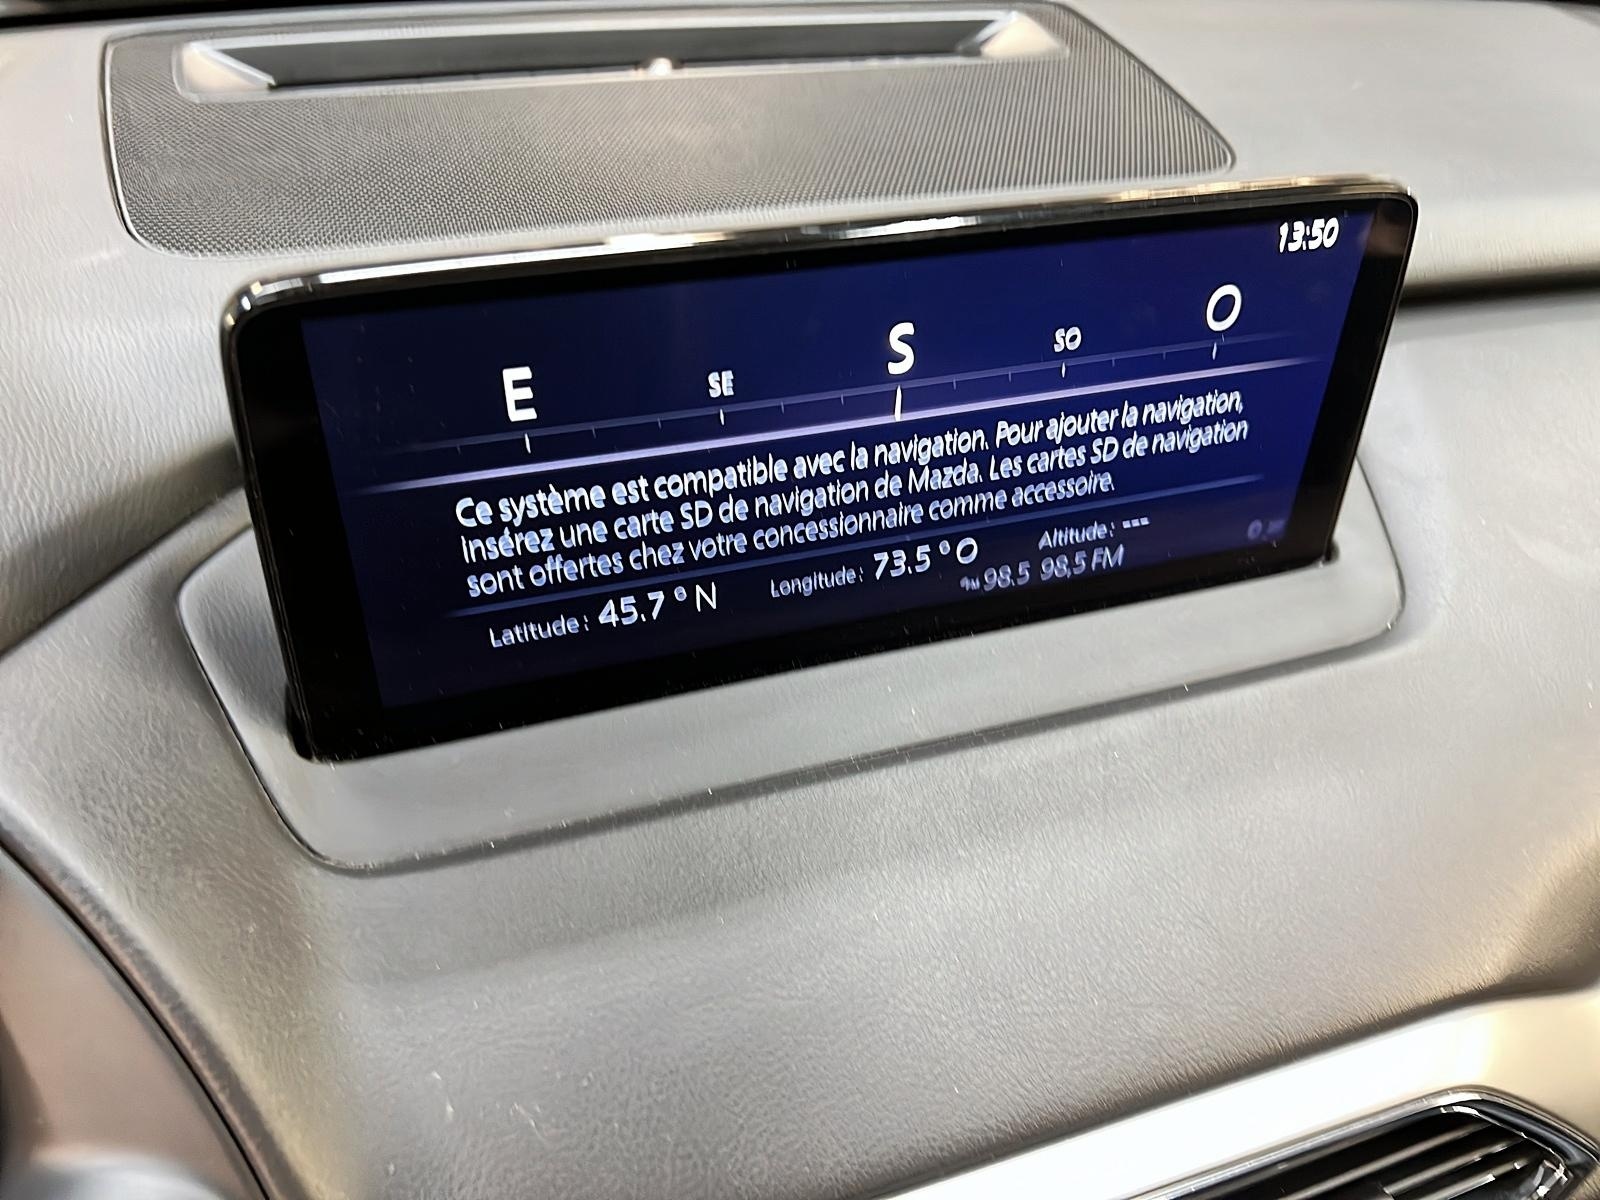 13:50
E SE S SO O
Ce système est compatible avec la navigation. Pour ajouter la navigation,
insérez une carte SD de navigation de Mazda. Les cartes SD de navigation
sont offertes chez votre concessionnaire comme accessoire.
Latitude: 45.7 ° N Longitude: 73.5 ° O Altitude: ---
98.5 98,5 FM